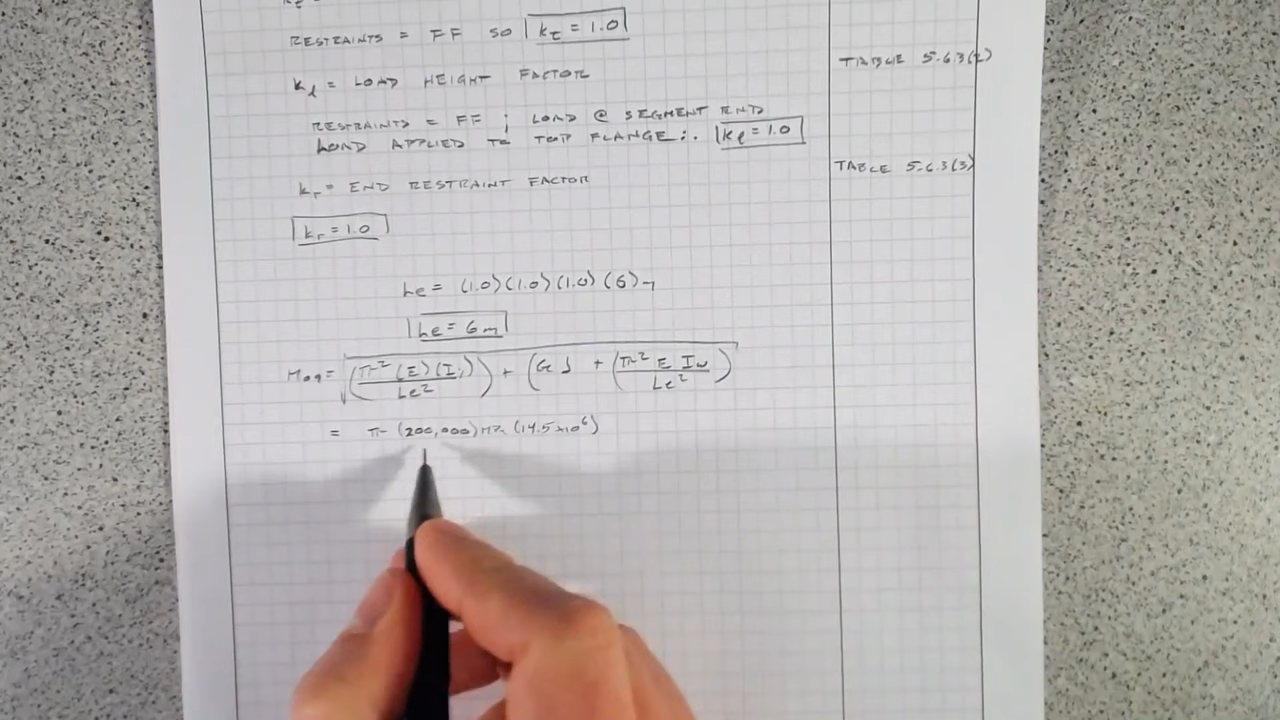 RESTRAINTS = FF SO kt = 1.0
TABLE 5.6.3(2)
kl = LOAD HEIGHT FACTOR
RESTRAINTS = FF ; LOAD @ SEGMENT END
LOAD APPLIED TO TOP FLANGE ∴ kl = 1.0
TABLE 5.6.3(3)
kr = END RESTRAINT FACTOR
kr = 1.0
Le = (1.0)(1.0)(1.0)(6)m
Le = 6m
Moa = √(π² (E)(Iy) / Le²) + (GJ + (π² E Iw / Le²)
= π (200,000)MPa (14.5x10⁶)